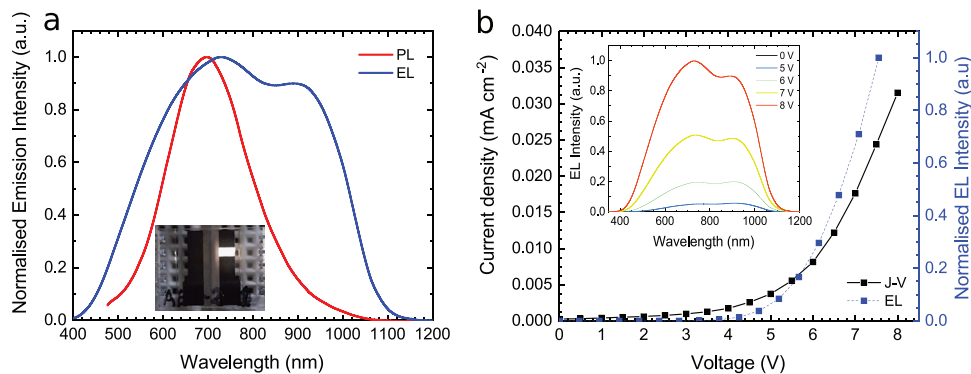 a
PL
EL
Normalised Emission Intensity (a.u.)
1.0
0.8
0.6
0.4
0.2
0.0
400 500 600 700 800 900 1000 1100 1200
Wavelength (nm)
b
J-V
EL
Current density (mA cm⁻²)
0.040
0.035
0.030
0.025
0.020
0.015
0.010
0.005
0.000
0 1 2 3 4 5 6 7 8
Voltage (V)
Normalised EL Intensity (a.u)
1.0
0.8
0.6
0.4
0.2
0.0
0 V
5 V
6 V
7 V
8 V
EL Intensity (a.u.)
1.0
0.8
0.6
0.4
0.2
0.0
400 600 800 1000 1200
Wavelength (nm)